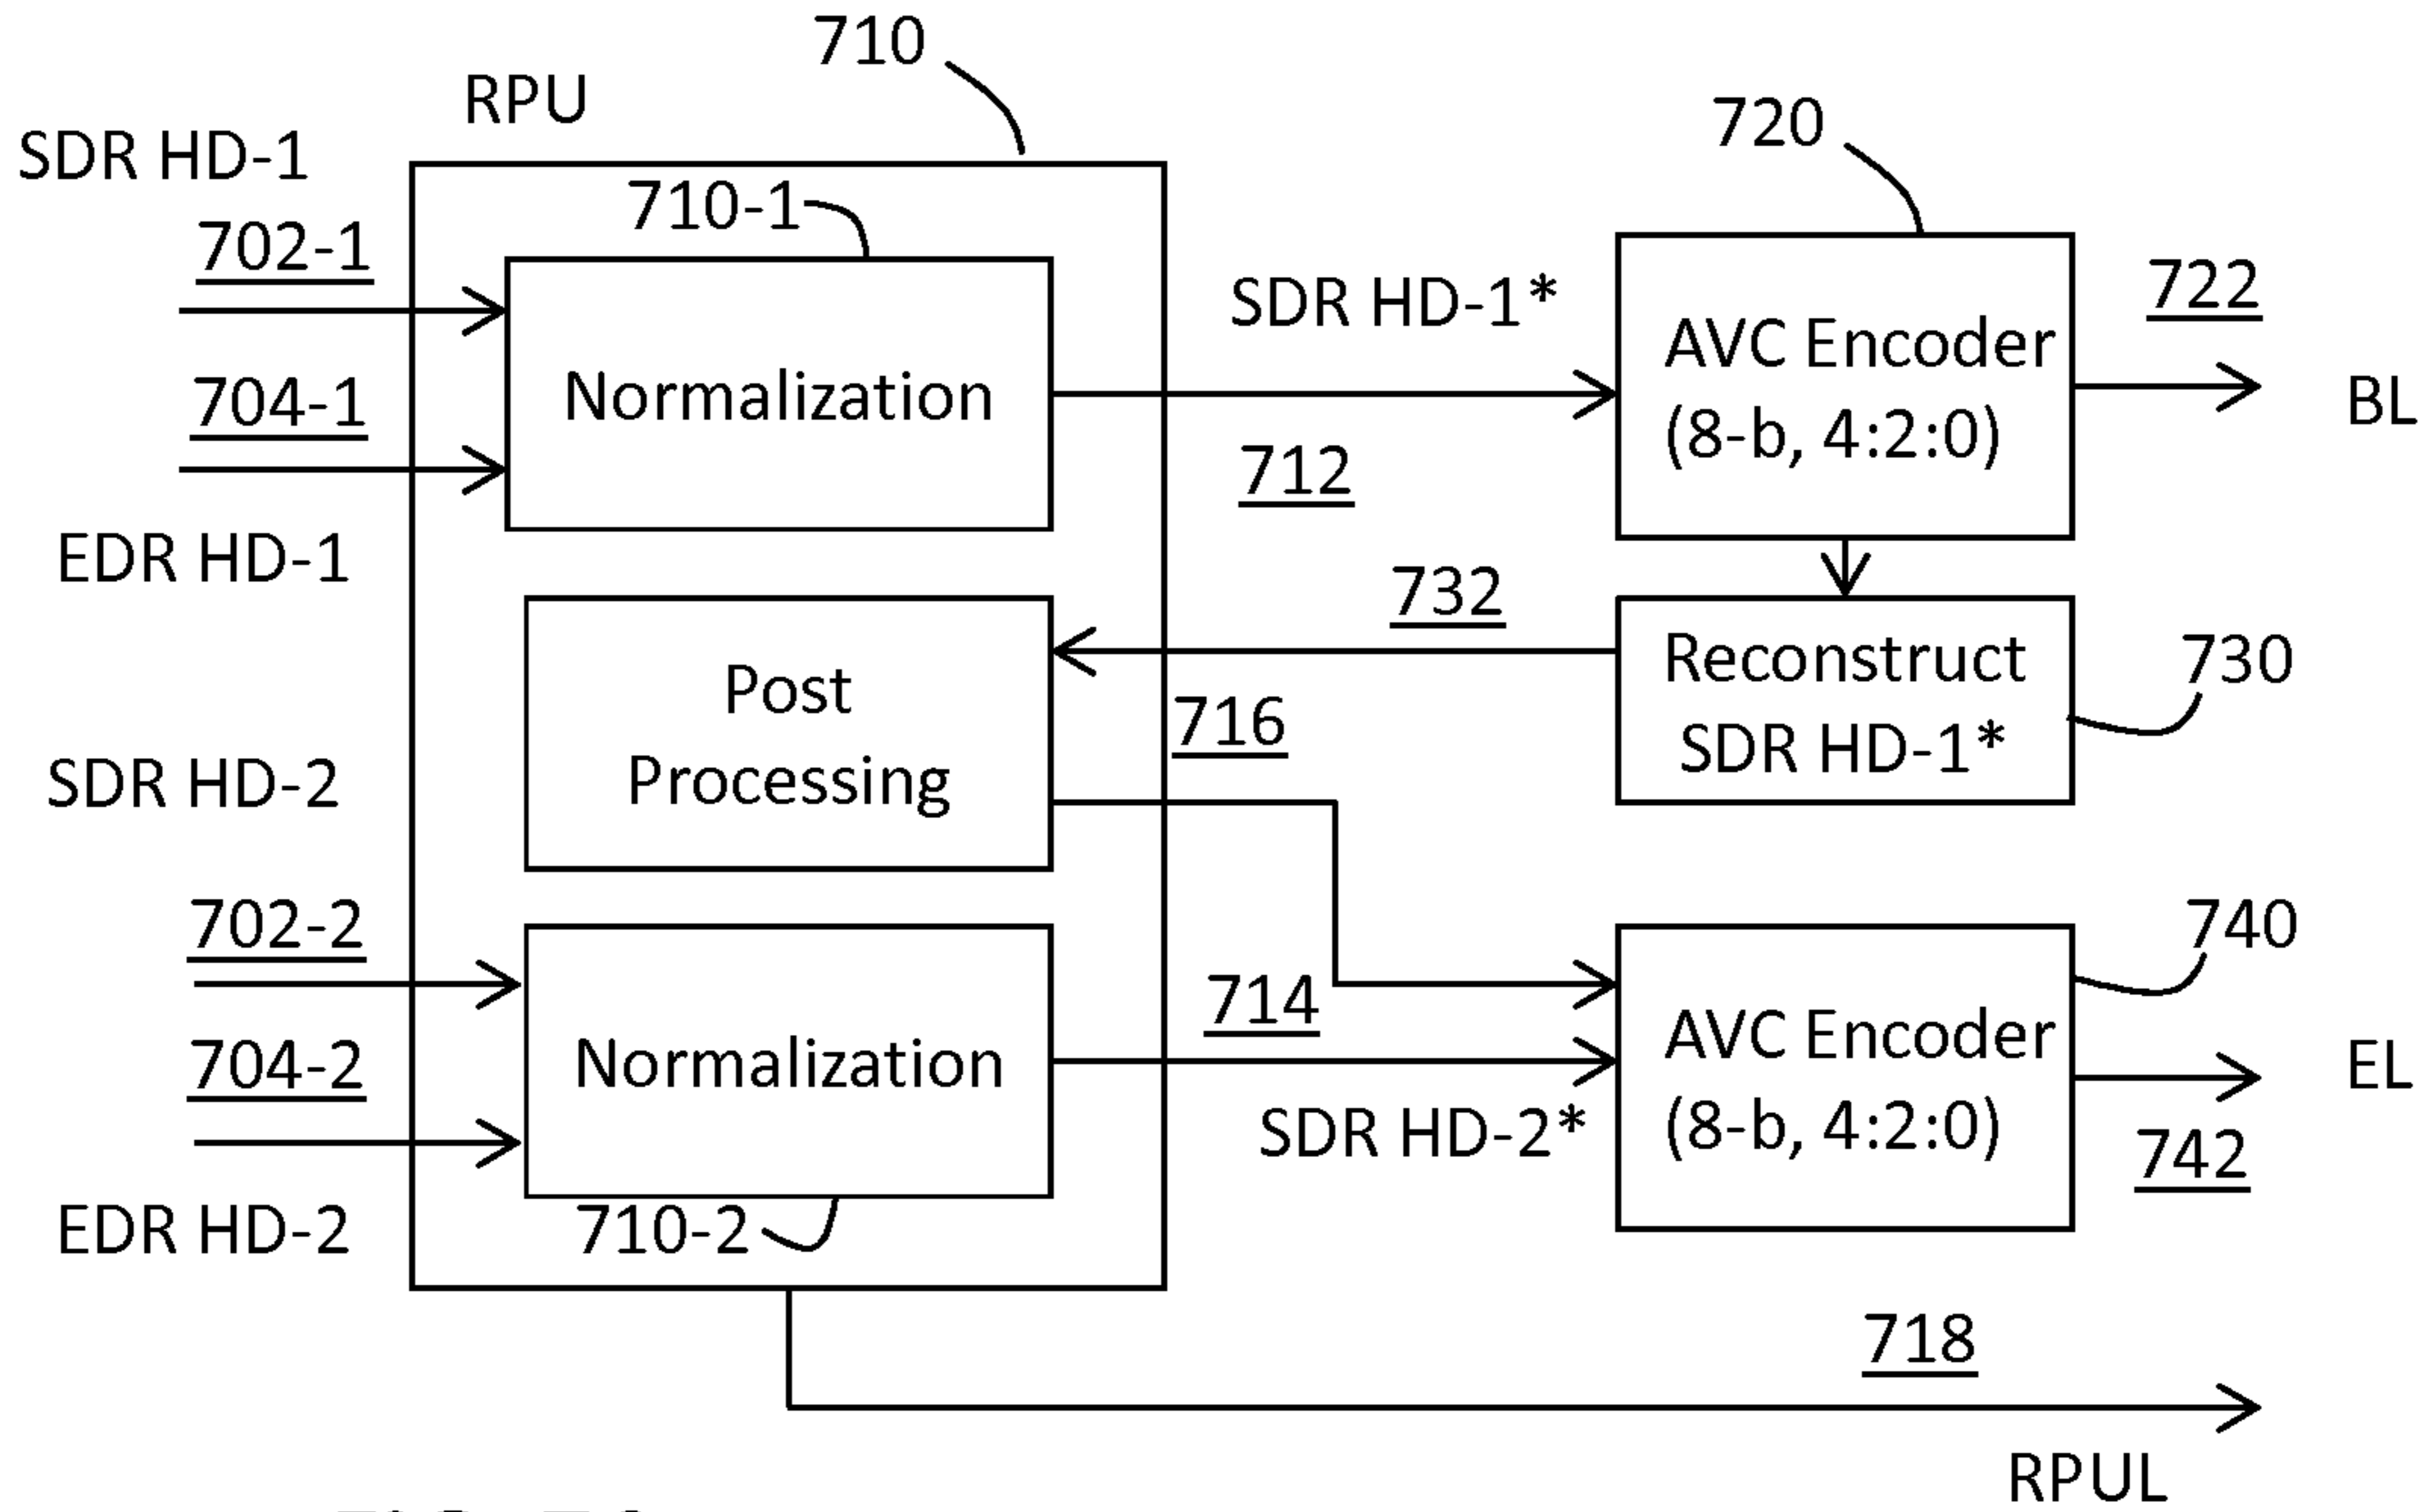 710
RPU
720
SDR HD-1
710-1
702-1
SDR HD-1*
722
704-1
Normalization
AVC Encoder
(8-b, 4:2:0)
BL
712
EDR HD-1
732
Post
Processing
Reconstruct
SDR HD-1*
730
716
SDR HD-2
702-2
740
714
704-2
Normalization
AVC Encoder
(8-b, 4:2:0)
EL
SDR HD-2*
742
EDR HD-2
710-2
718
RPUL